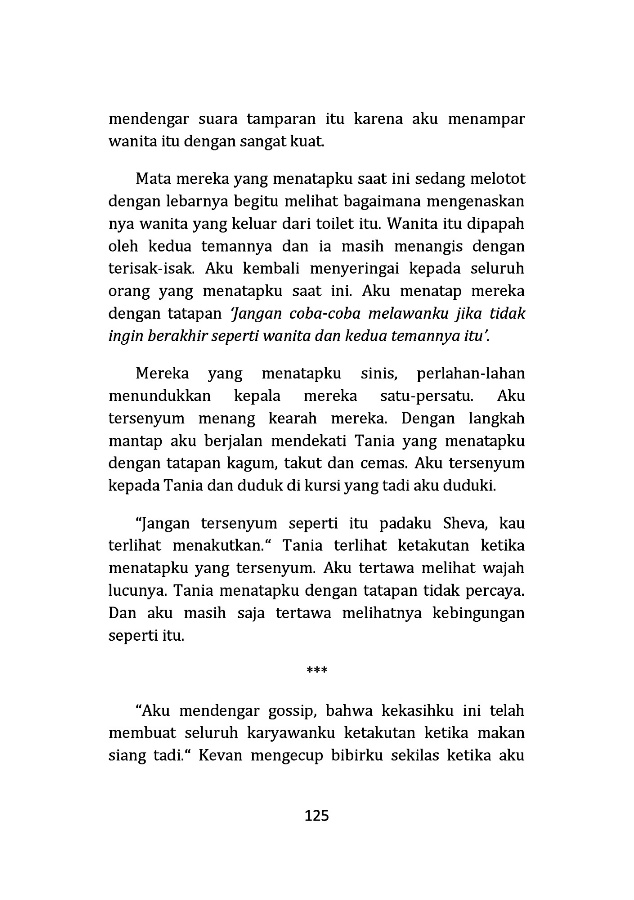 mendengar suara tamparan itu karena aku menampar
wanita itu dengan sangat kuat.
Mata mereka yang menatapku saat ini sedang melotot
dengan lebarnya begitu melihat bagaimana mengenaskan
nya wanita yang keluar dari toilet itu. Wanita itu dipapah
oleh kedua temannya dan ia masih menangis dengan
terisak-isak. Aku kembali menyeringai kepada seluruh
orang yang menatapku saat ini. Aku menatap mereka
dengan tatapan ‘Jangan coba-coba melawanku jika tidak
ingin berakhir seperti wanita dan kedua temannya itu’.
Mereka yang menatapku sinis, perlahan-lahan
menundukkan kepala mereka satu-persatu. Aku
tersenyum menang kearah mereka. Dengan langkah
mantap aku berjalan mendekati Tania yang menatapku
dengan tatapan kagum, takut dan cemas. Aku tersenyum
kepada Tania dan duduk di kursi yang tadi aku duduki.
“Jangan tersenyum seperti itu padaku Sheva, kau
terlihat menakutkan.“ Tania terlihat ketakutan ketika
menatapku yang tersenyum. Aku tertawa melihat wajah
lucunya. Tania menatapku dengan tatapan tidak percaya.
Dan aku masih saja tertawa melihatnya kebingungan
seperti itu.
***
“Aku mendengar gossip, bahwa kekasihku ini telah
membuat seluruh karyawanku ketakutan ketika makan
siang tadi.“ Kevan mengecup bibirku sekilas ketika aku
125